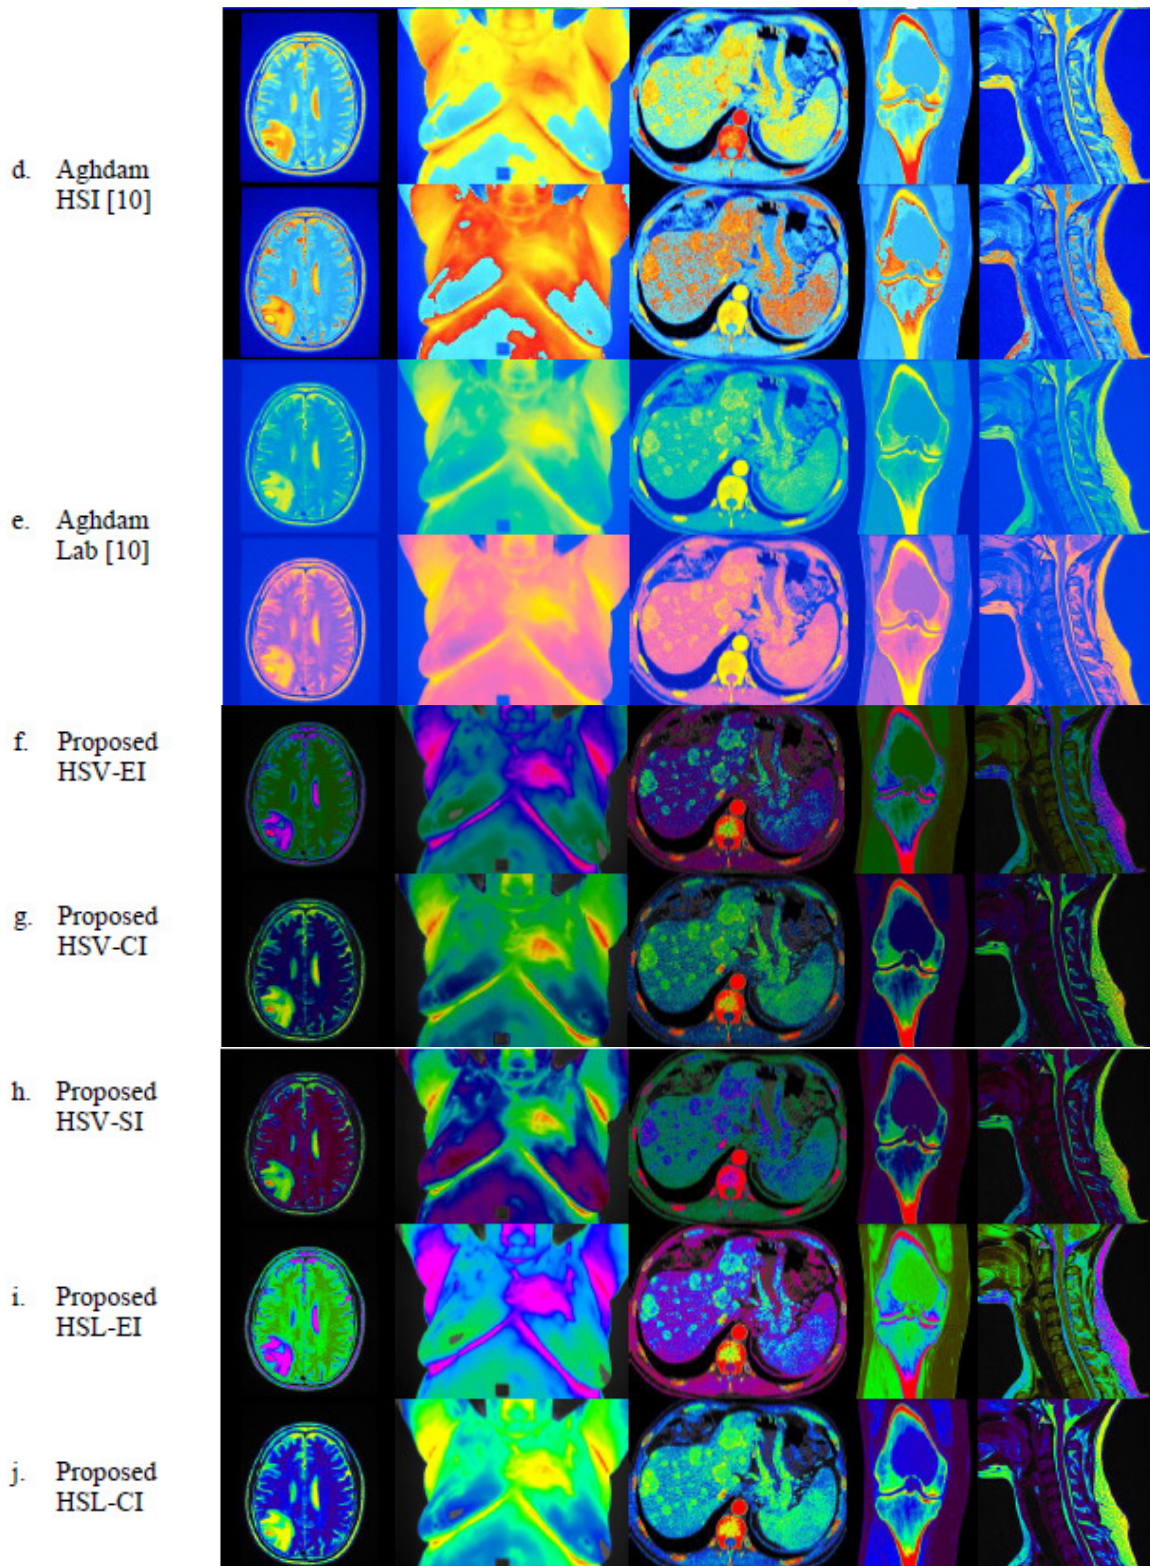 d. Aghdam
HSI [10]
e. Aghdam
Lab [10]
f. Proposed
HSV-EI
g. Proposed
HSV-CI
h. Proposed
HSV-SI
i. Proposed
HSL-EI
j. Proposed
HSL-CI